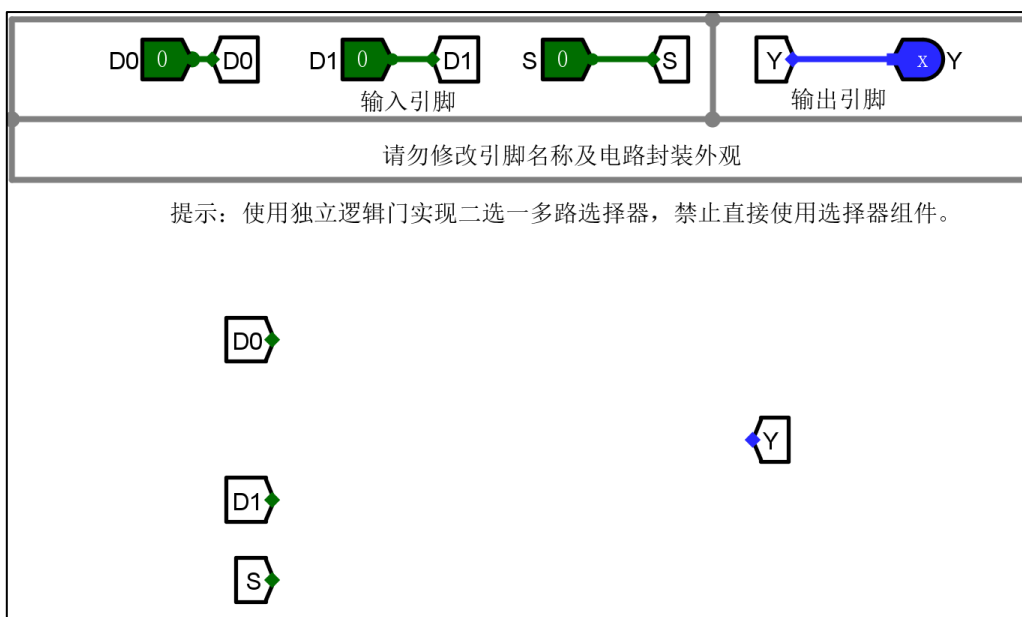 D0 0 D0 D1 0 D1 S 0 S Y x Y
输入引脚 输出引脚
请勿修改引脚名称及电路封装外观
提示：使用独立逻辑门实现二选一多路选择器，禁止直接使用选择器组件。
D0
Y
D1
S